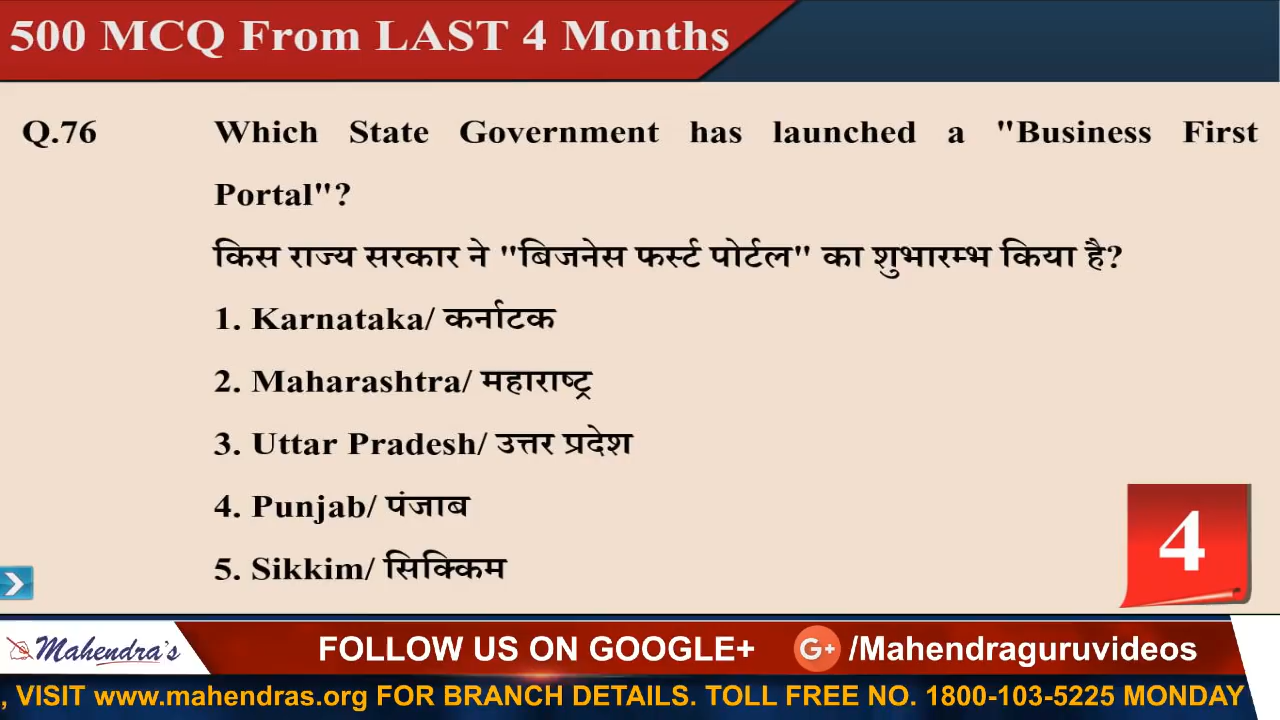 500 MCQ From LAST 4 Months
Q.76 Which State Government has launched a "Business First
Portal"?
किस राज्य सरकार ने "बिजनेस फर्स्ट पोर्टल" का शुभारम्भ किया है?
1. Karnataka/ कर्नाटक
2. Maharashtra/ महाराष्ट्र
3. Uttar Pradesh/ उत्तर प्रदेश
4. Punjab/ पंजाब
5. Sikkim/ सिक्किम
4
Mahendra's FOLLOW US ON GOOGLE+ G+ /Mahendraguruvideos
, VISIT www.mahendras.org FOR BRANCH DETAILS. TOLL FREE NO. 1800-103-5225 MONDAY